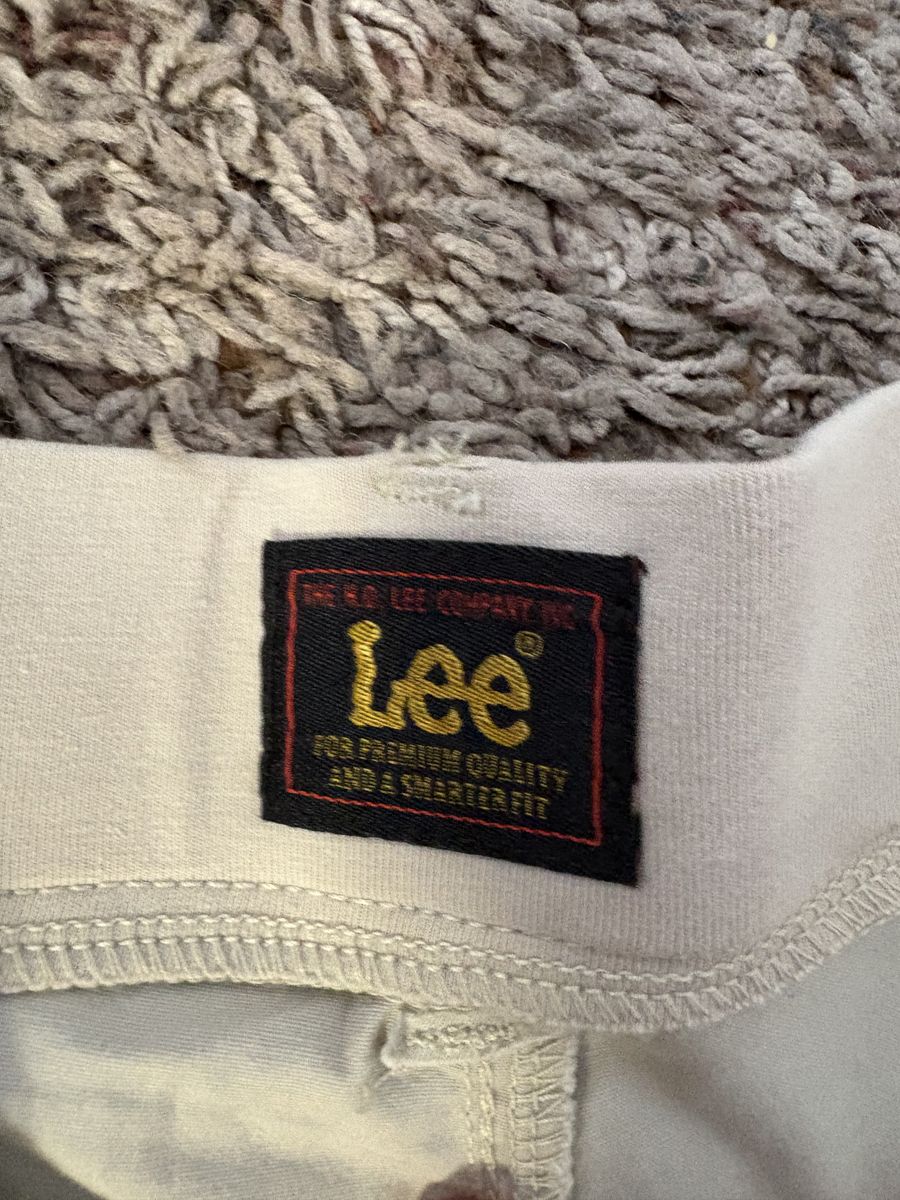 THE H.D. LEE COMPANY, INC.
Lee®
FOR PREMIUM QUALITY
AND A SMARTER FIT